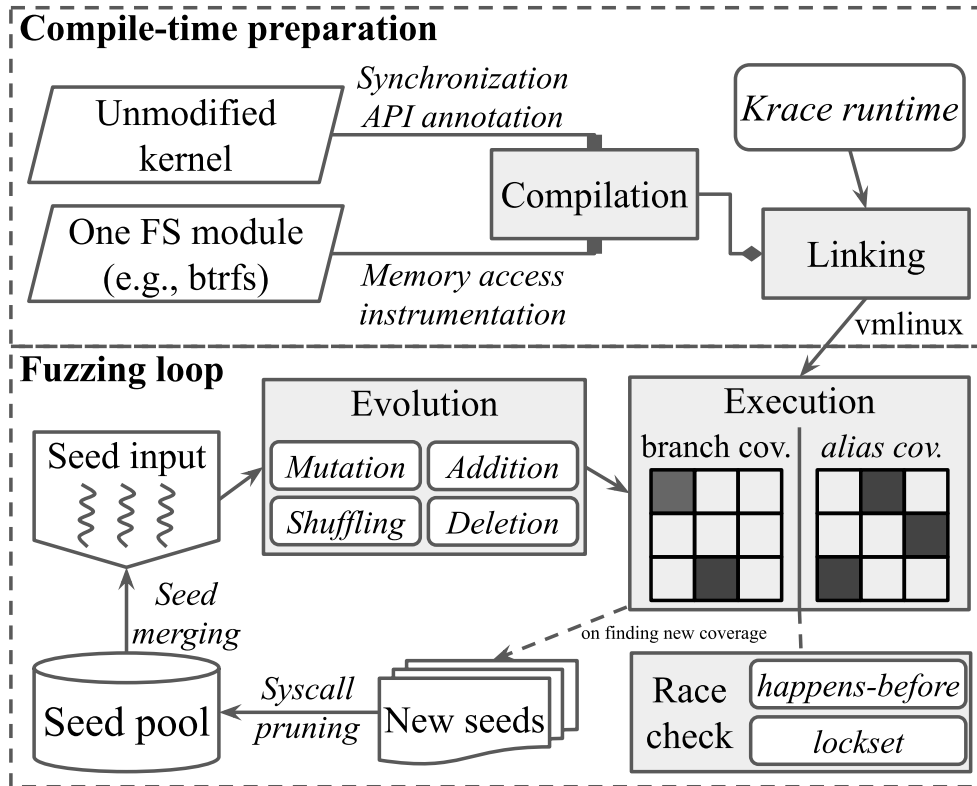 Compile-time preparation
Synchronization
API annotation
Unmodified
kernel
Krace runtime
Compilation
One FS module
(e.g., btrfs)
Linking
Memory access
instrumentation
vmlinux
Fuzzing loop
Evolution
Execution
Seed input
branch cov.
alias cov.
Mutation
Addition
Shuffling
Deletion
Seed
merging
on finding new coverage
Seed pool
Syscall
pruning
New seeds
Race
check
happens-before
lockset